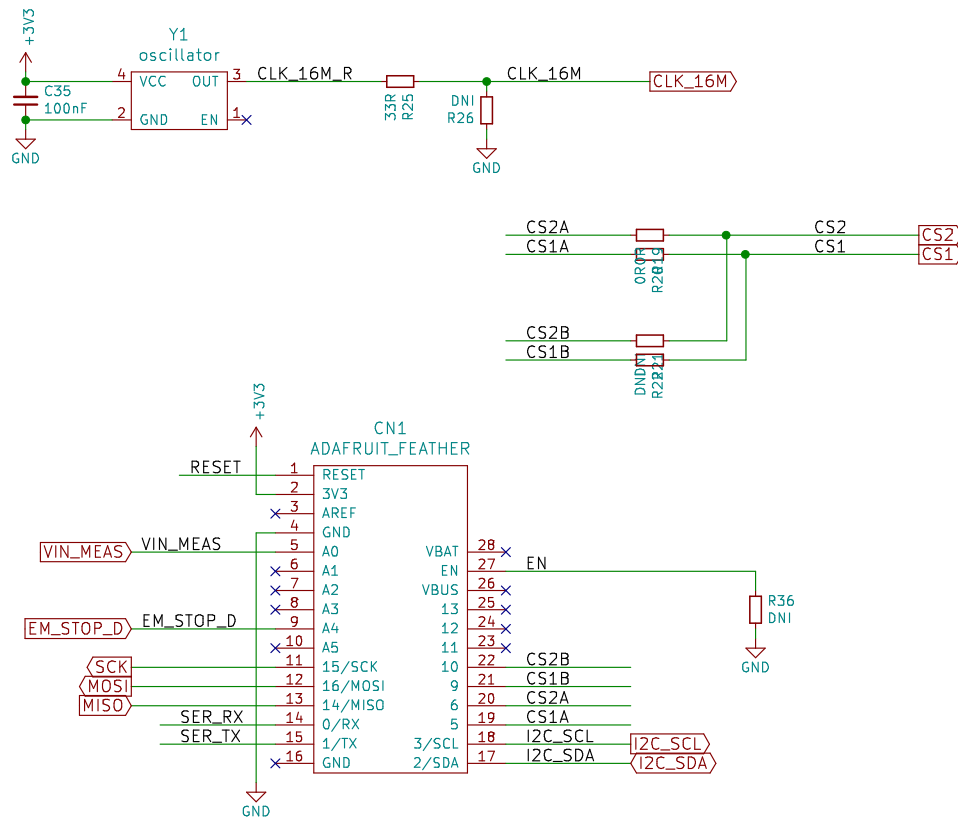 +3V3
Y1
oscillator
4 VCC OUT 3
CLK_16M_R
CLK_16M
CLK_16M
C35
100nF
33R
R25
DNI
R26
2 GND EN 1
GND
GND
CS2A
CS2
CS2
CS1A
CS1
CS1
R20
CS2B
CS1B
R22
+3V3
CN1
ADAFRUIT_FEATHER
RESET
1 RESET
2 3V3
3 AREF
4 GND
VIN_MEAS
VIN_MEAS
5 A0
VBAT 28
6 A1
EN 27
EN
7 A2
VBUS 26
8 A3
13 25
R36
DNI
EM_STOP_D
EM_STOP_D
9 A4
12 24
10 A5
11 23
GND
SCK
11 15/SCK
10 22
CS2B
MOSI
12 16/MOSI
9 21
CS1B
MISO
13 14/MISO
6 20
CS2A
SER_RX
14 0/RX
5 19
CS1A
SER_TX
15 1/TX
3/SCL 18
I2C_SCL
I2C_SCL
16 GND
2/SDA 17
I2C_SDA
I2C_SDA
GND